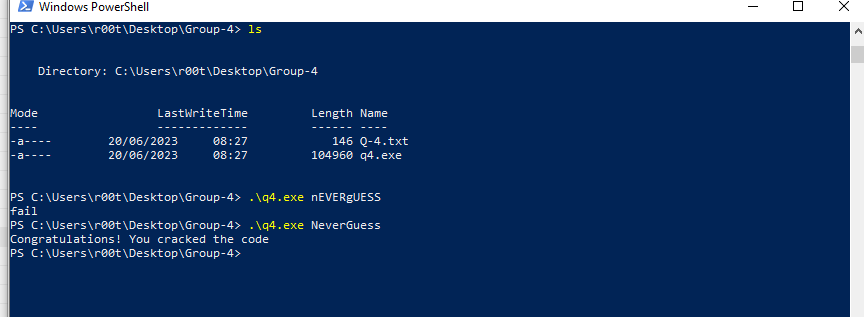 Windows PowerShell
PS C:\Users\r00t\Desktop\Group-4> ls
Directory: C:\Users\r00t\Desktop\Group-4
Mode LastWriteTime Length Name
---- ------------- ------ ----
-a---- 20/06/2023 08:27 146 Q-4.txt
-a---- 20/06/2023 08:27 104960 q4.exe
PS C:\Users\r00t\Desktop\Group-4> .\q4.exe nEVERgUESS
fail
PS C:\Users\r00t\Desktop\Group-4> .\q4.exe NeverGuess
Congratulations! You cracked the code
PS C:\Users\r00t\Desktop\Group-4>